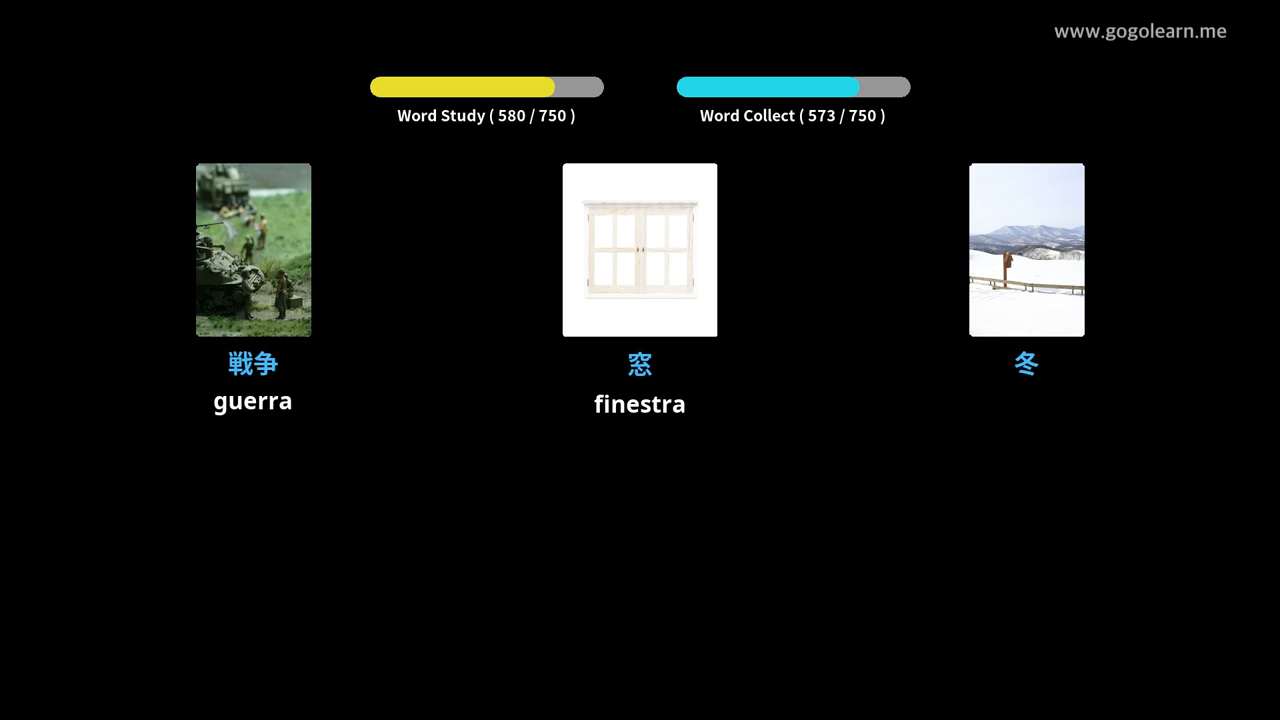 www.gogolearn.me
Word Study ( 580 / 750 )
Word Collect ( 573 / 750 )
戦争
guerra
窓
finestra
冬